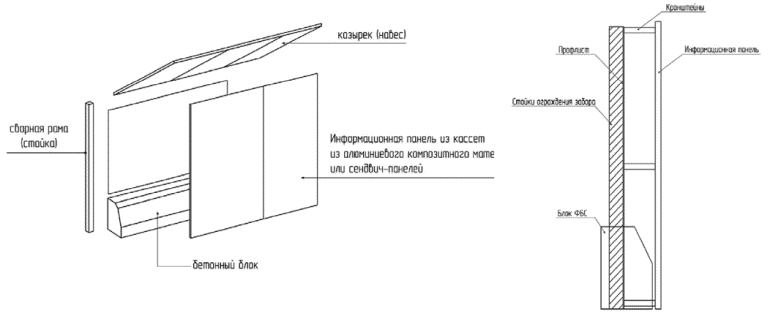 козырек (навес)
сварная рама
(стойка)
Информационная панель из кассет
из алюминиевого композитного мате
или сендвич-панелей
бетонный блок
Кронштейны
Профлист
Информационная панель
Стойки ограждения забора
Блок ФБС